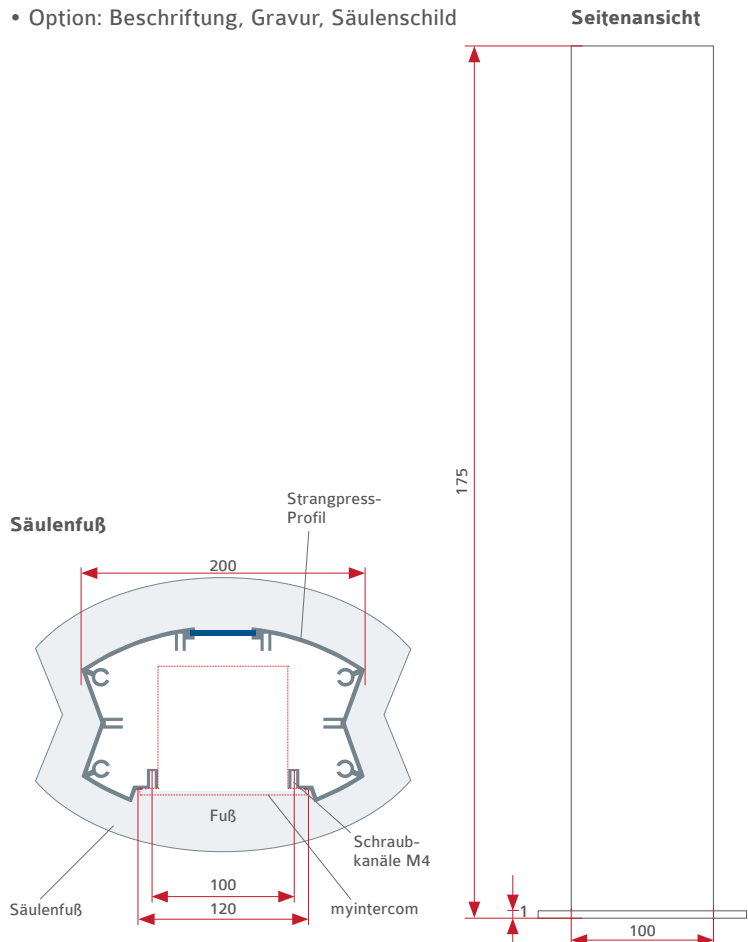 • Option: Beschriftung, Gravur, Säulenschild
Seitenansicht
175
Strangpress-
Profil
Säulenfuß
200
Fuß
Schraub-
kanäle M4
100
120
Säulenfuß
myintercom
1
100